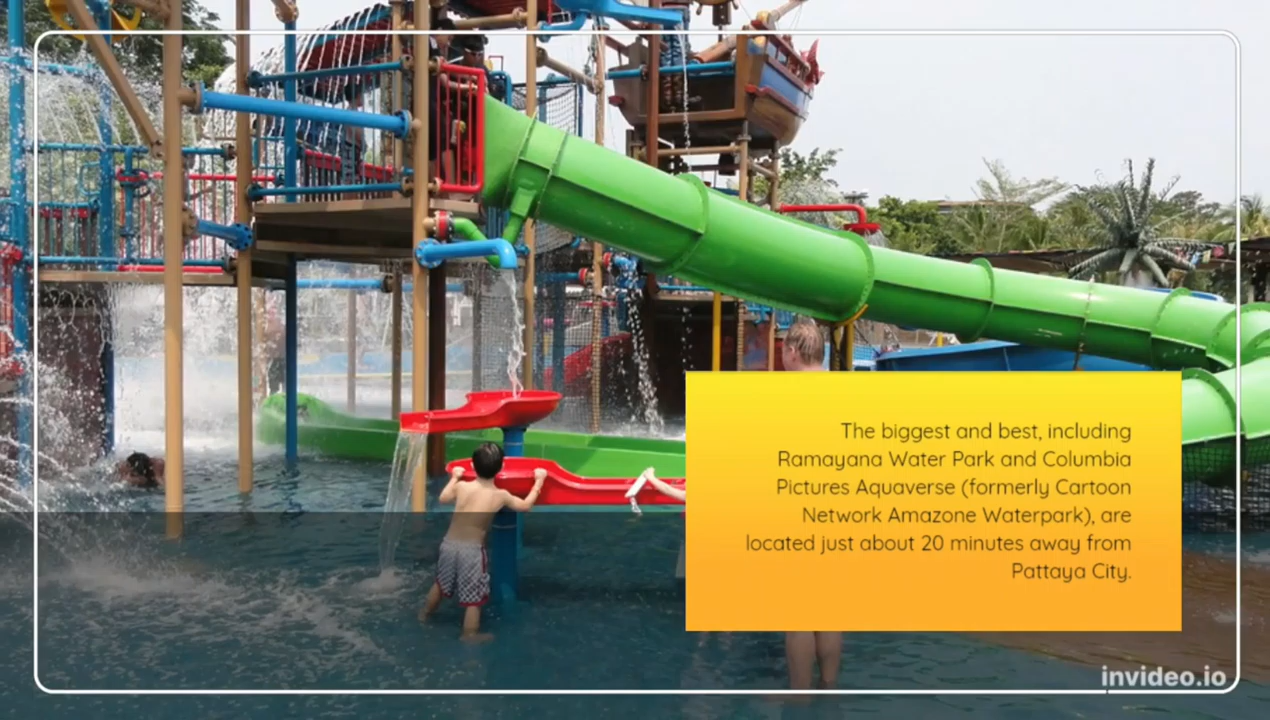 The biggest and best, including
Ramayana Water Park and Columbia
Pictures Aquaverse (formerly Cartoon
Network Amazone Waterpark), are
located just about 20 minutes away from
Pattaya City.
invideo.io